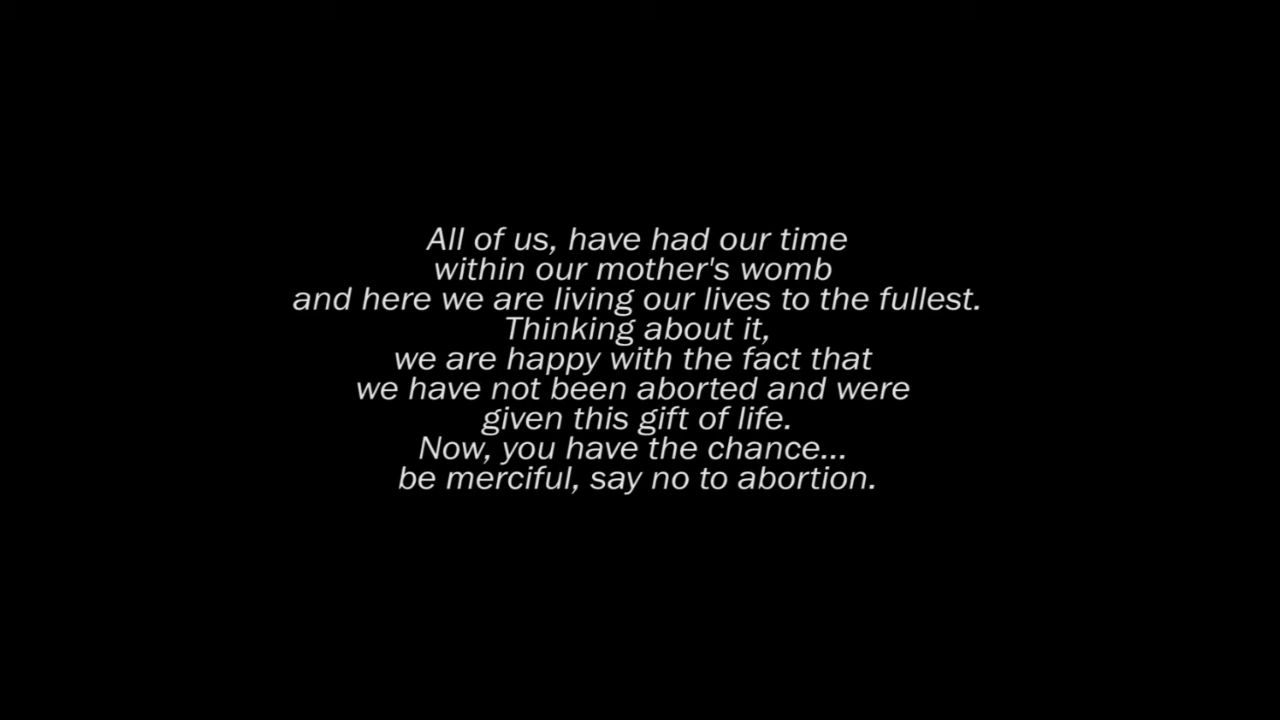 All of us, have had our time
within our mother's womb
and here we are living our lives to the fullest.
Thinking about it,
we are happy with the fact that
we have not been aborted and were
given this gift of life.
Now, you have the chance...
be merciful, say no to abortion.